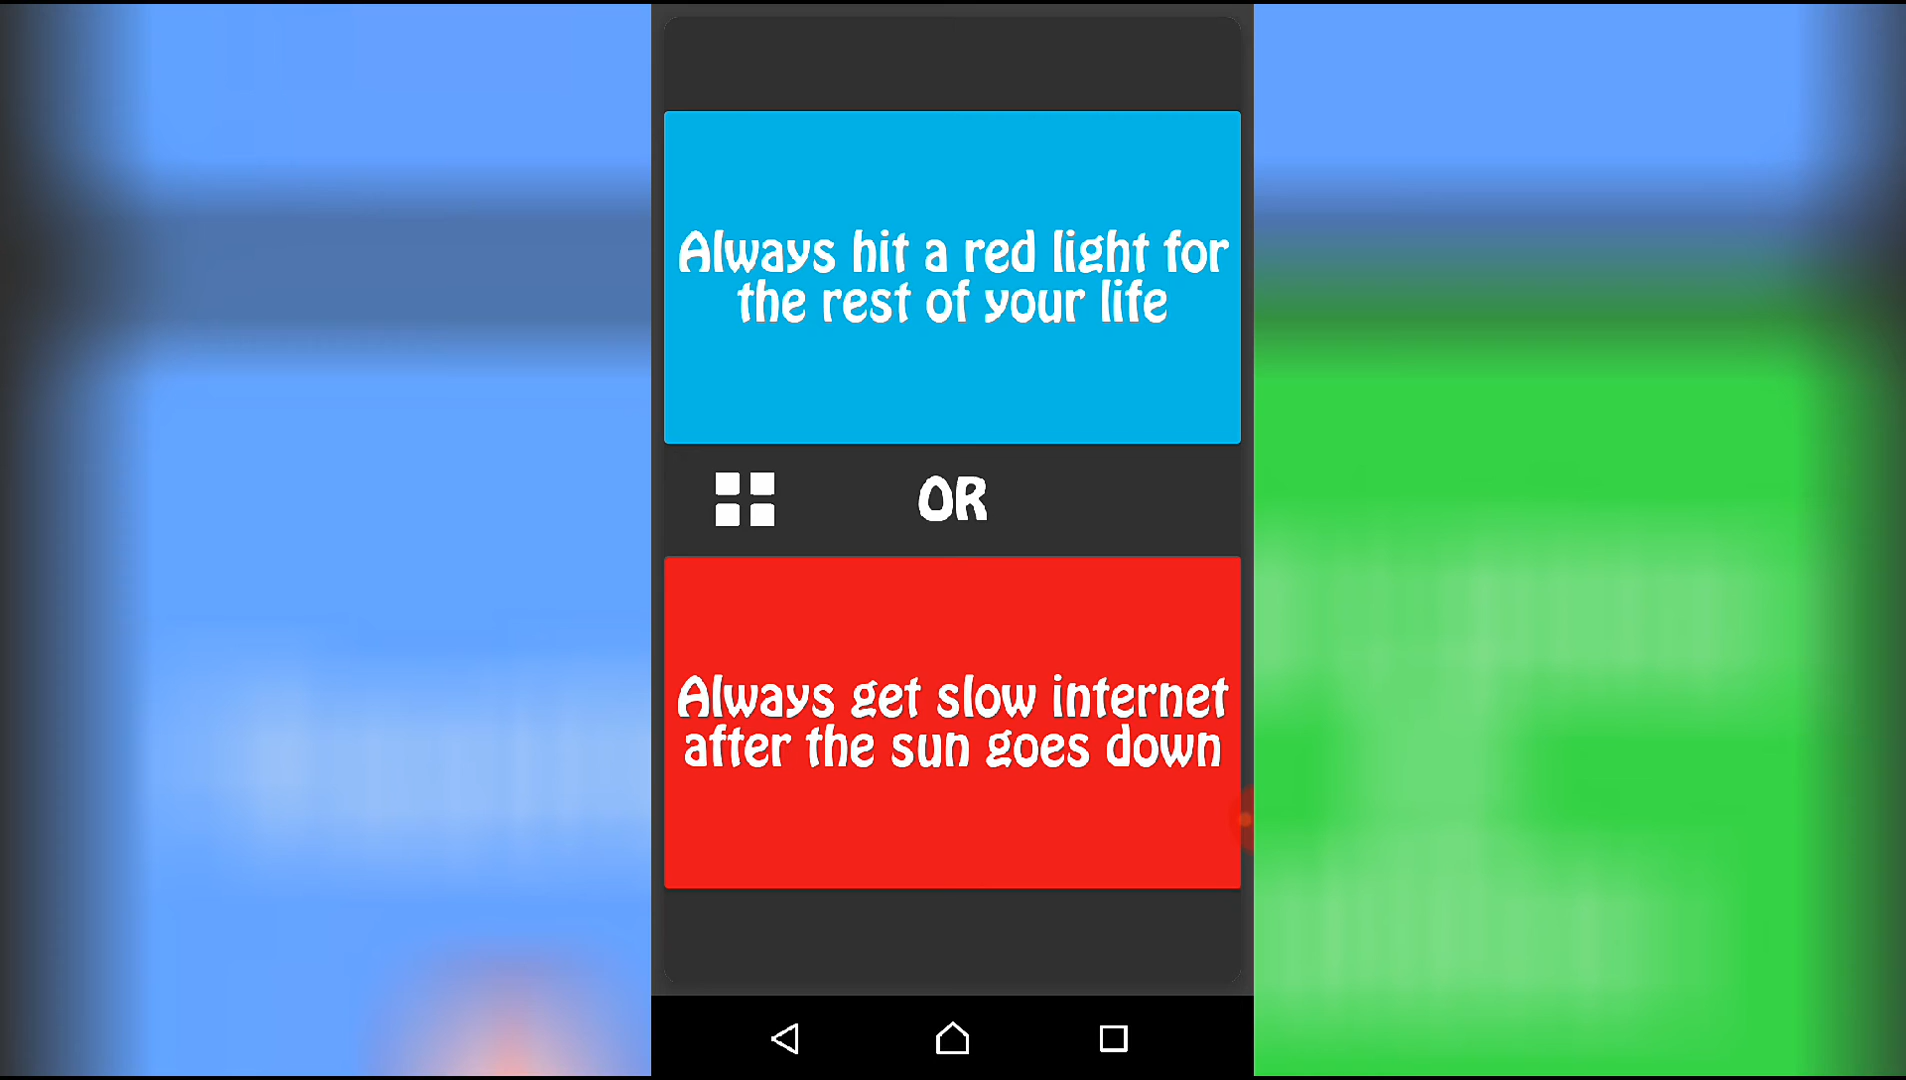 Always hit a red light for
the rest of your life
OR
Always get slow internet
after the sun goes down